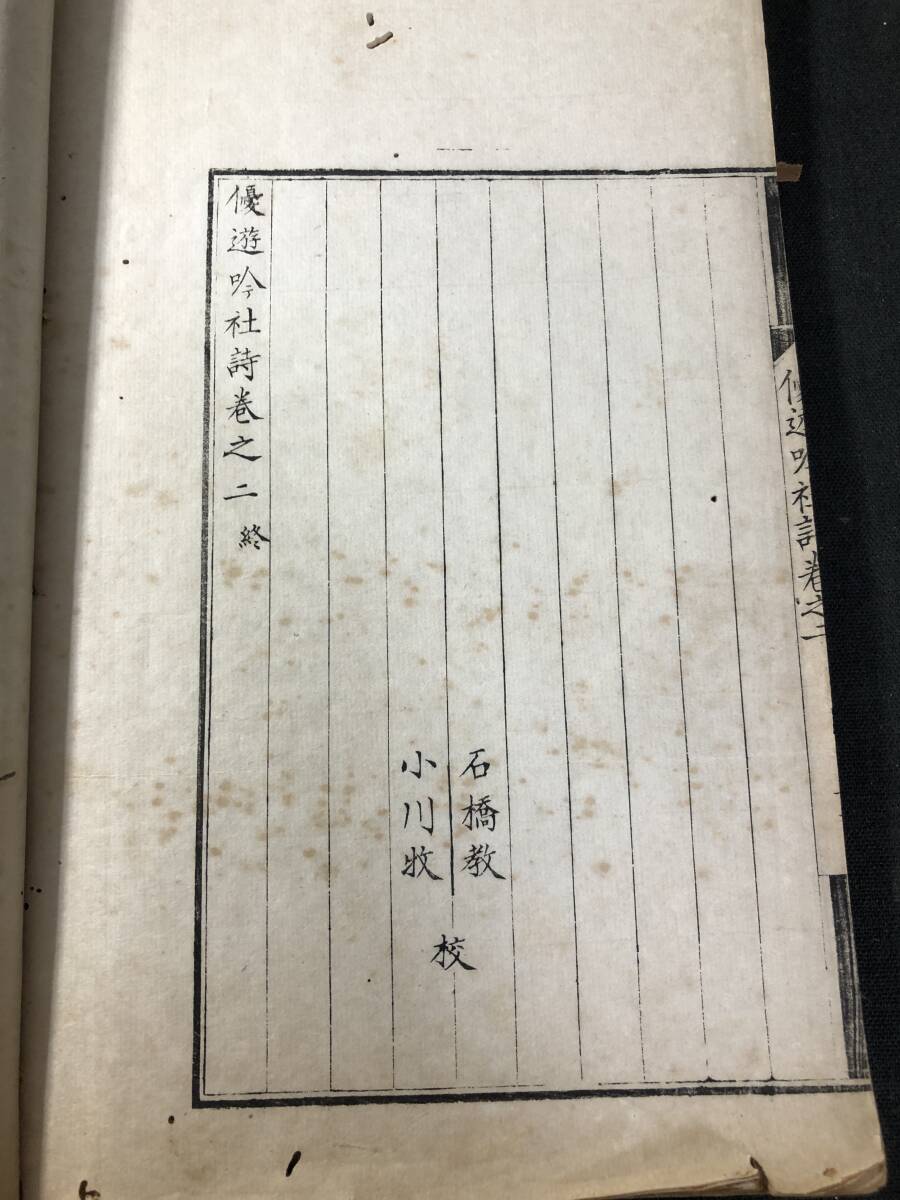 優遊吟社詩卷之二
石橋教
小川牧
校
優遊吟社詩卷之二 終